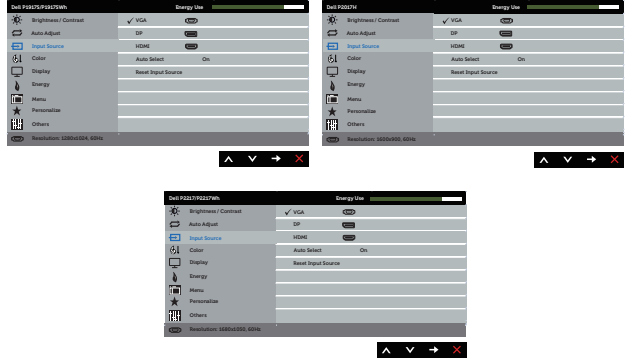 Dell P1917S/P1917SWh Energy Use
Brightness / Contrast VGA
Auto Adjust DP
Input Source HDMI
Color Auto Select On
Display Reset Input Source
Energy
Menu
Personalize
Others
Resolution: 1280x1024, 60Hz
Dell P2017H Energy Use
Brightness / Contrast VGA
Auto Adjust DP
Input Source HDMI
Color Auto Select On
Display Reset Input Source
Energy
Menu
Personalize
Others
Resolution: 1600x900, 60Hz
Dell P2217/P2217Wh Energy Use
Brightness / Contrast VGA
Auto Adjust DP
Input Source HDMI
Color Auto Select On
Display Reset Input Source
Energy
Menu
Personalize
Others
Resolution: 1680x1050, 60Hz